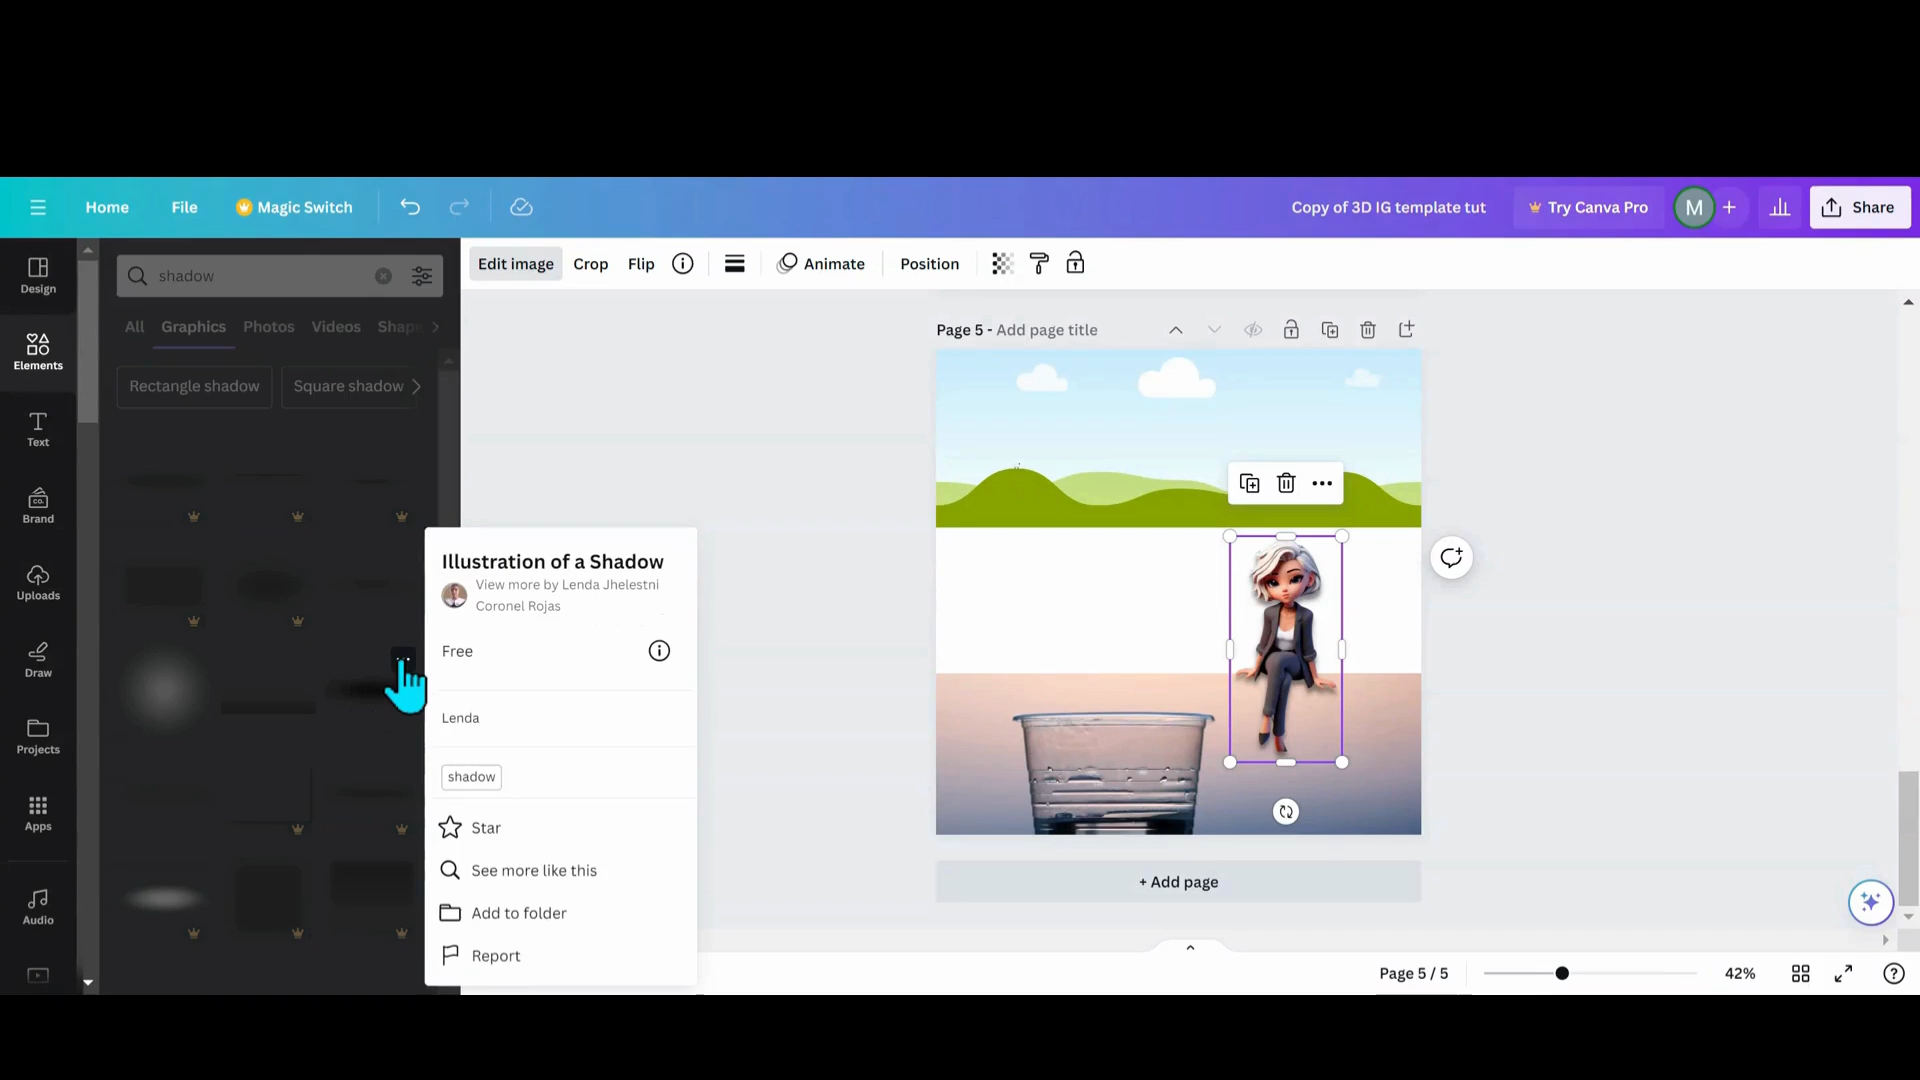 Home File Magic Switch Copy of 3D IG template tut Try Canva Pro M Share
Design
Elements
Text
Brand
Uploads
Draw
Projects
Apps
Audio
shadow
All Graphics Photos Videos Shap
Rectangle shadow Square shadow
Edit image Crop Flip Animate Position
Page 5 - Add page title
Illustration of a Shadow
View more by Lenda Jhelestni
Coronel Rojas
Free
Lenda
shadow
Star
See more like this
Add to folder
Report
+ Add page
Page 5 / 5 42%